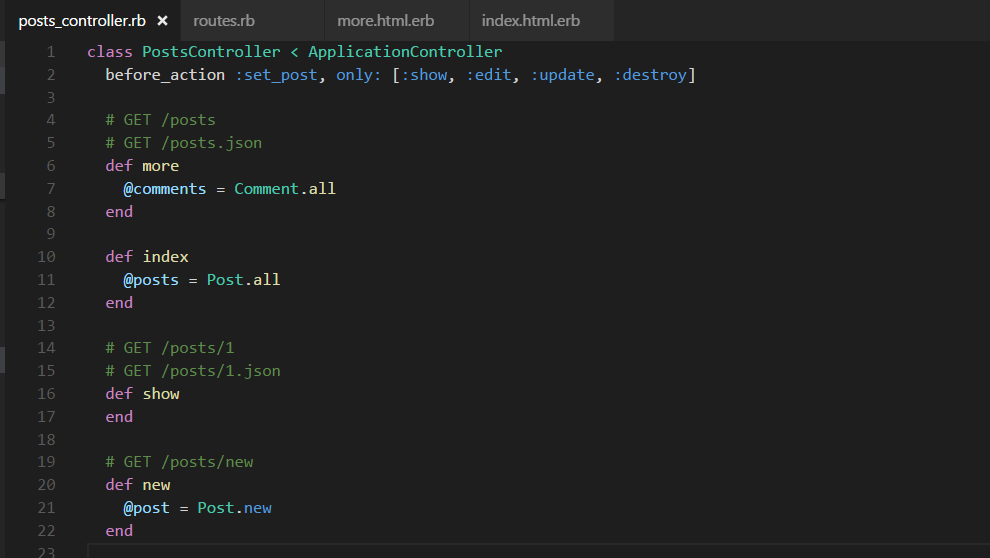 posts_controller.rb × routes.rb more.html.erb index.html.erb
1 class PostsController < ApplicationController
2 before_action :set_post, only: [:show, :edit, :update, :destroy]
3
4 # GET /posts
5 # GET /posts.json
6 def more
7 @comments = Comment.all
8 end
9
10 def index
11 @posts = Post.all
12 end
13
14 # GET /posts/1
15 # GET /posts/1.json
16 def show
17 end
18
19 # GET /posts/new
20 def new
21 @post = Post.new
22 end
23